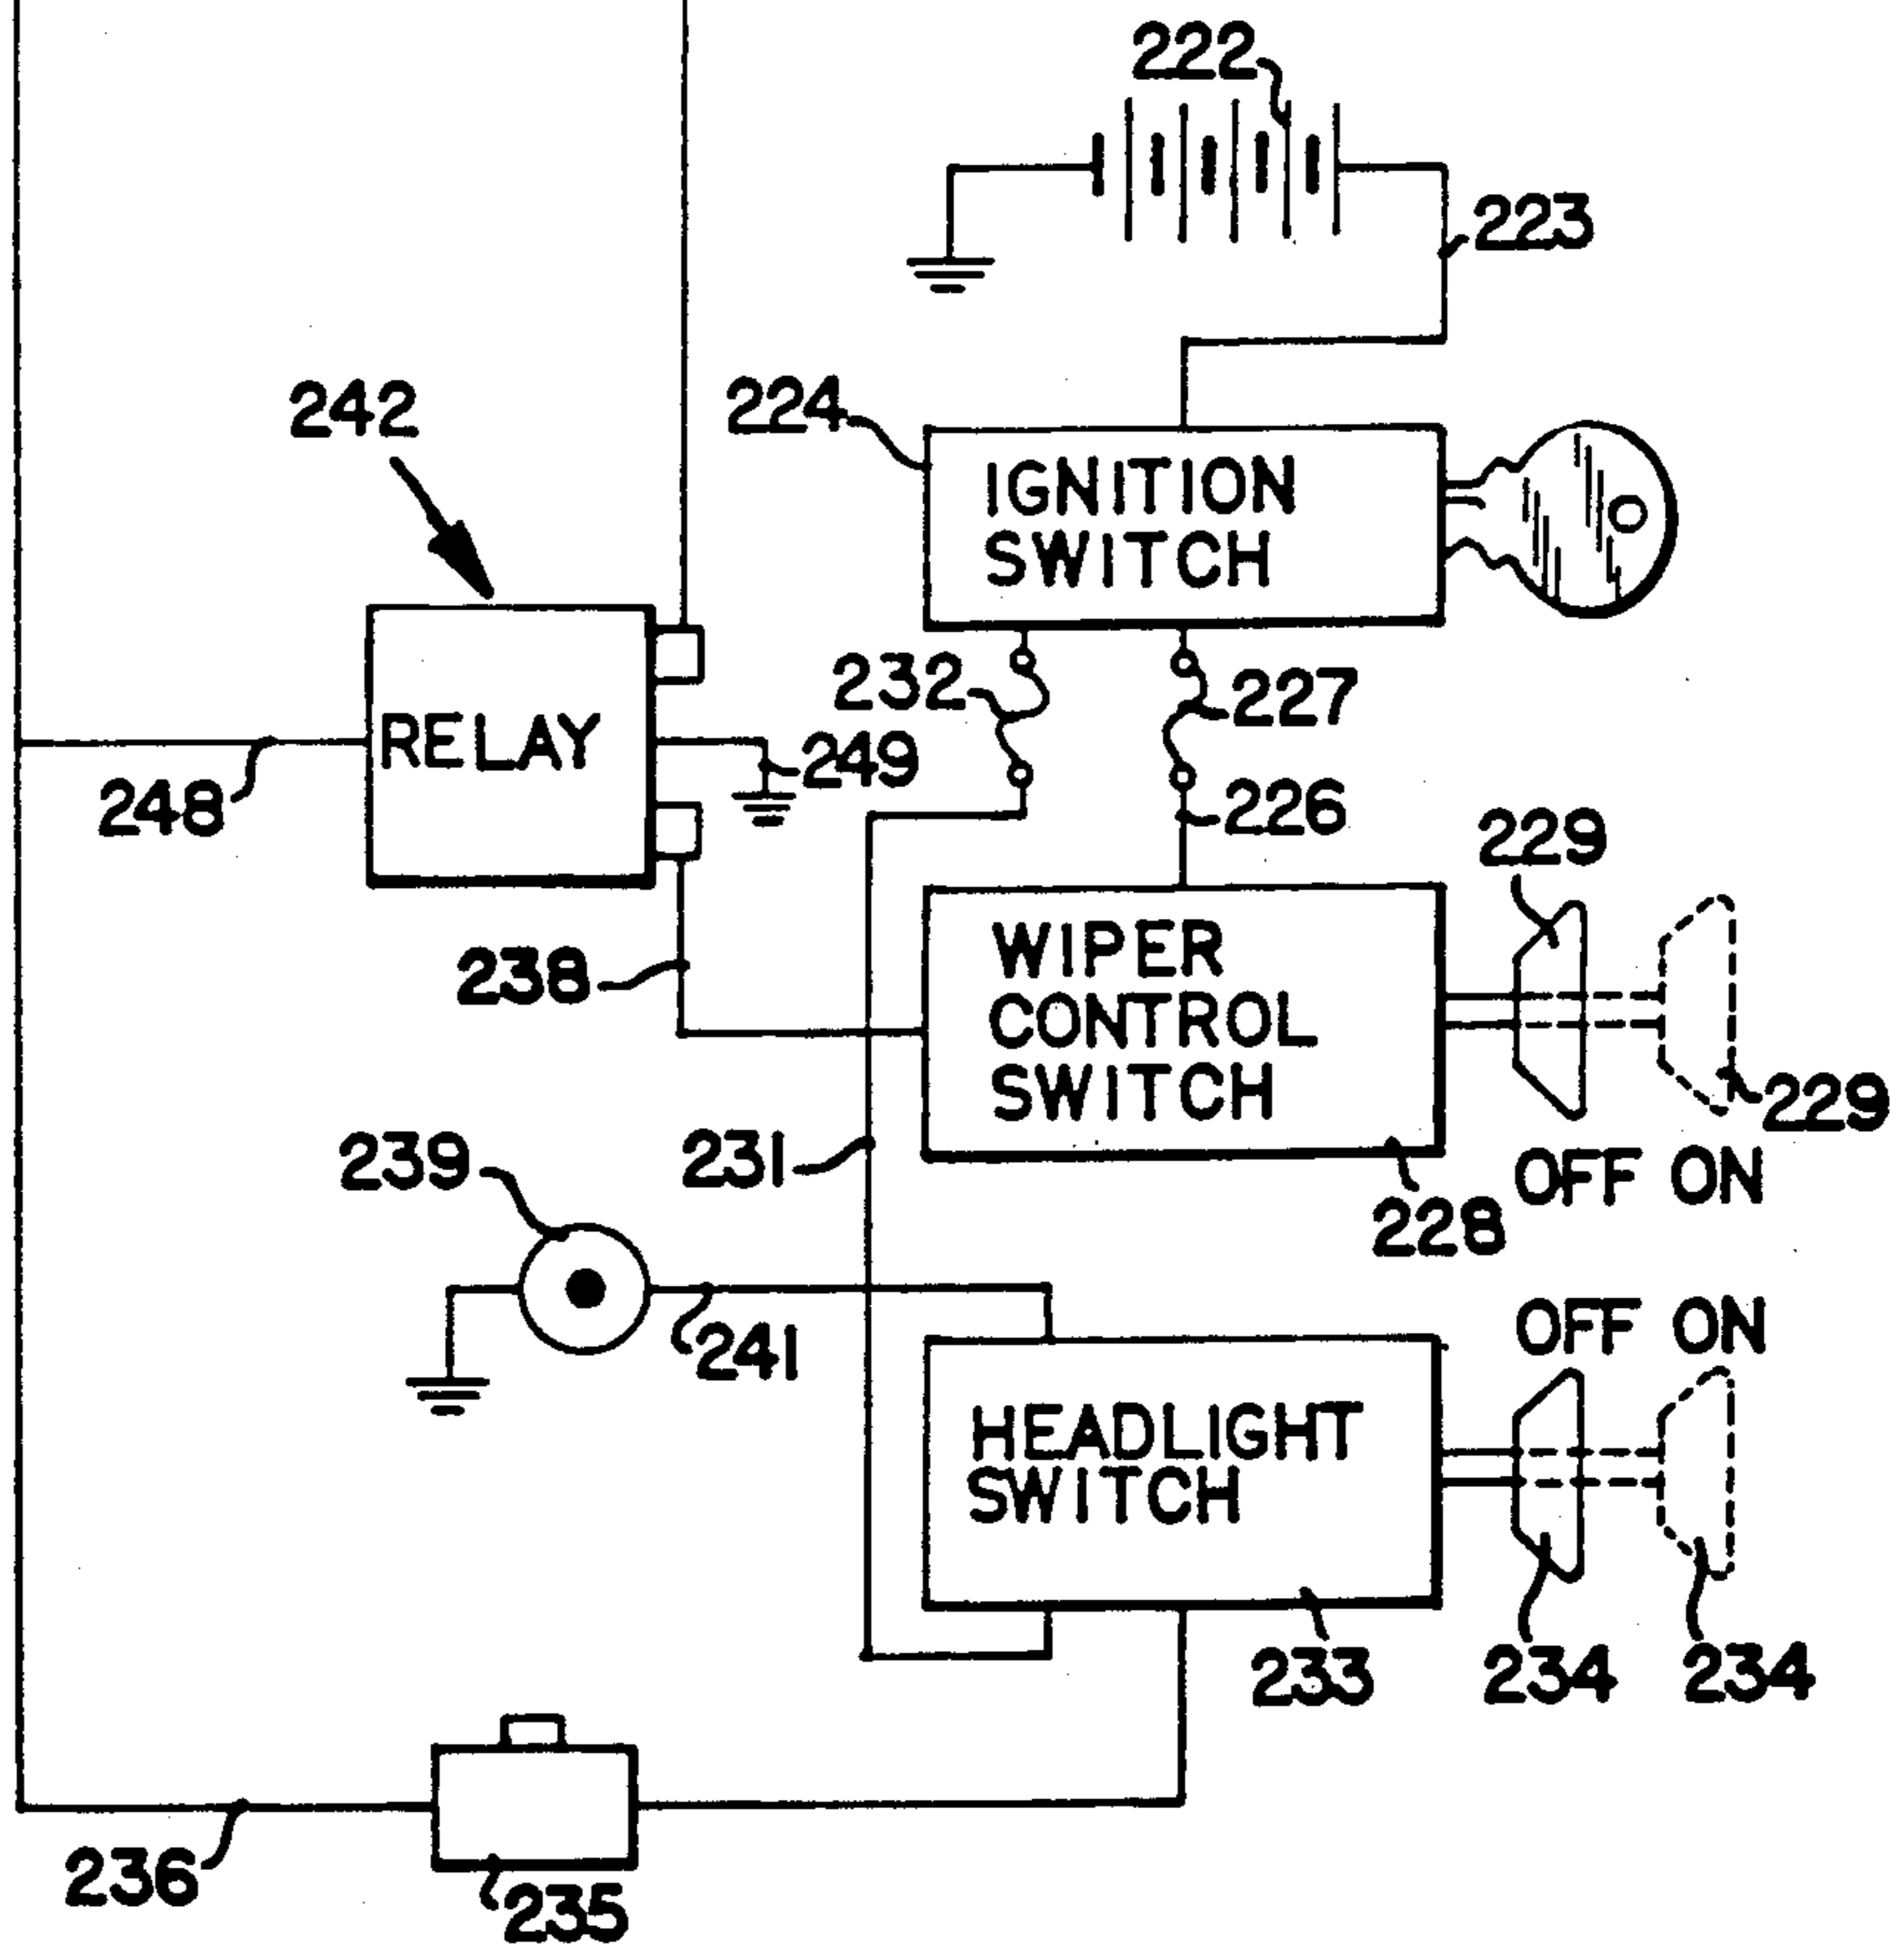 222
223
242
224
IGNITION
SWITCH
232
227
RELAY
249
248
226
229
WIPER
CONTROL
SWITCH
238
229
239
231
OFF ON
228
241
OFF ON
HEADLIGHT
SWITCH
233
234
234
236
235